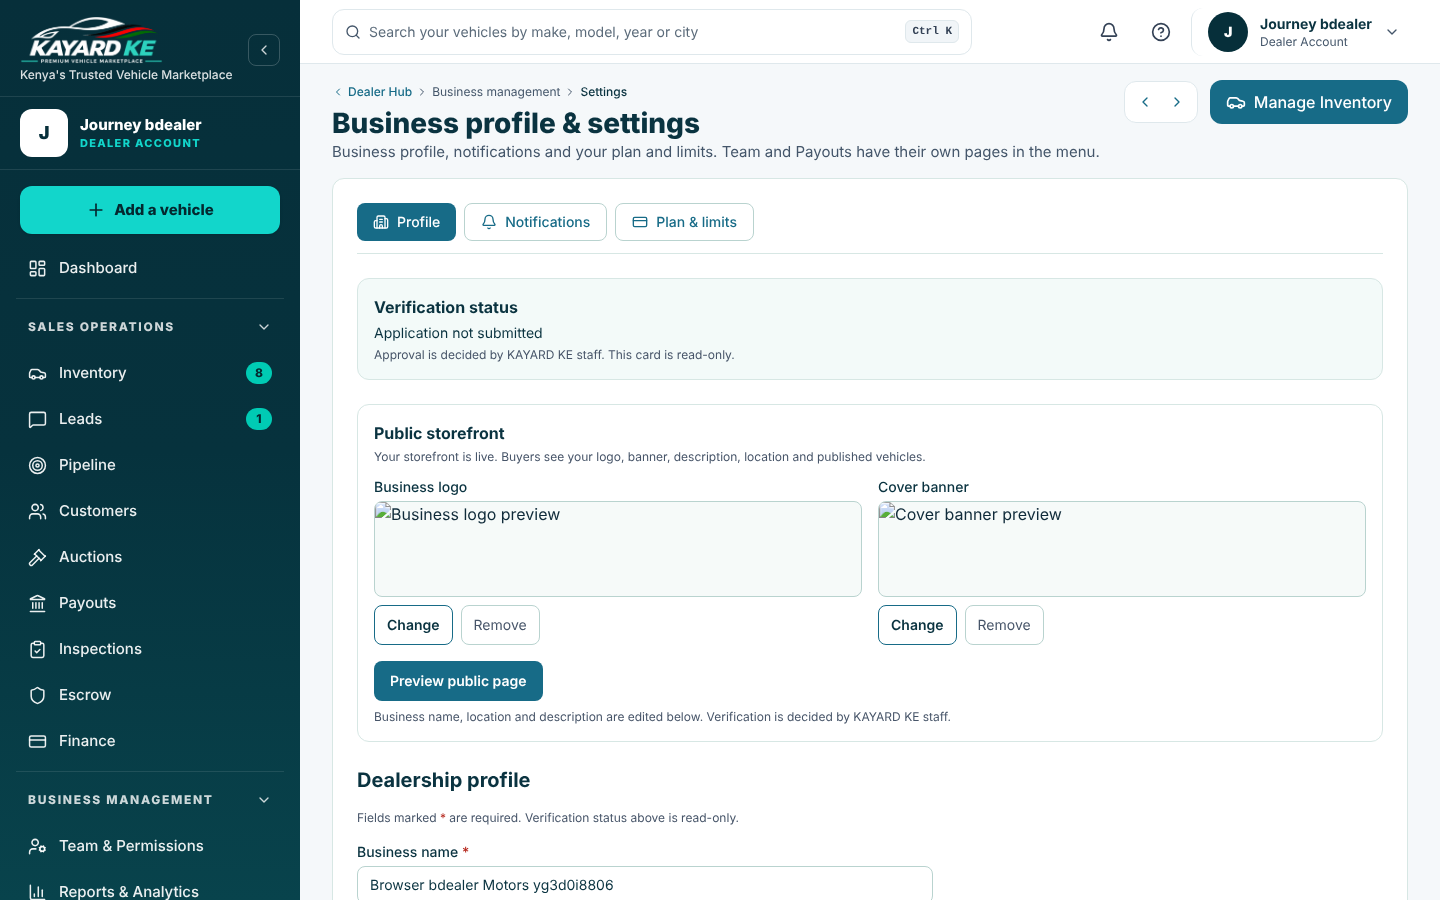 KAYARD KE
PREMIUM VEHICLE MARKETPLACE
Kenya's Trusted Vehicle Marketplace
J
Journey bdealer
DEALER ACCOUNT
Add a vehicle
Dashboard
SALES OPERATIONS
Inventory 8
Leads 1
Pipeline
Customers
Auctions
Payouts
Inspections
Escrow
Finance
BUSINESS MANAGEMENT
Team & Permissions
Reports & Analytics
Search your vehicles by make, model, year or city Ctrl K
J
Journey bdealer
Dealer Account
Dealer Hub Business management Settings
Business profile & settings
Business profile, notifications and your plan and limits. Team and Payouts have their own pages in the menu.
Manage Inventory
Profile Notifications Plan & limits
Verification status
Application not submitted
Approval is decided by KAYARD KE staff. This card is read-only.
Public storefront
Your storefront is live. Buyers see your logo, banner, description, location and published vehicles.
Business logo Cover banner
Business logo preview Cover banner preview
Change Remove Change Remove
Preview public page
Business name, location and description are edited below. Verification is decided by KAYARD KE staff.
Dealership profile
Fields marked * are required. Verification status above is read-only.
Business name *
Browser bdealer Motors yg3d0i8806